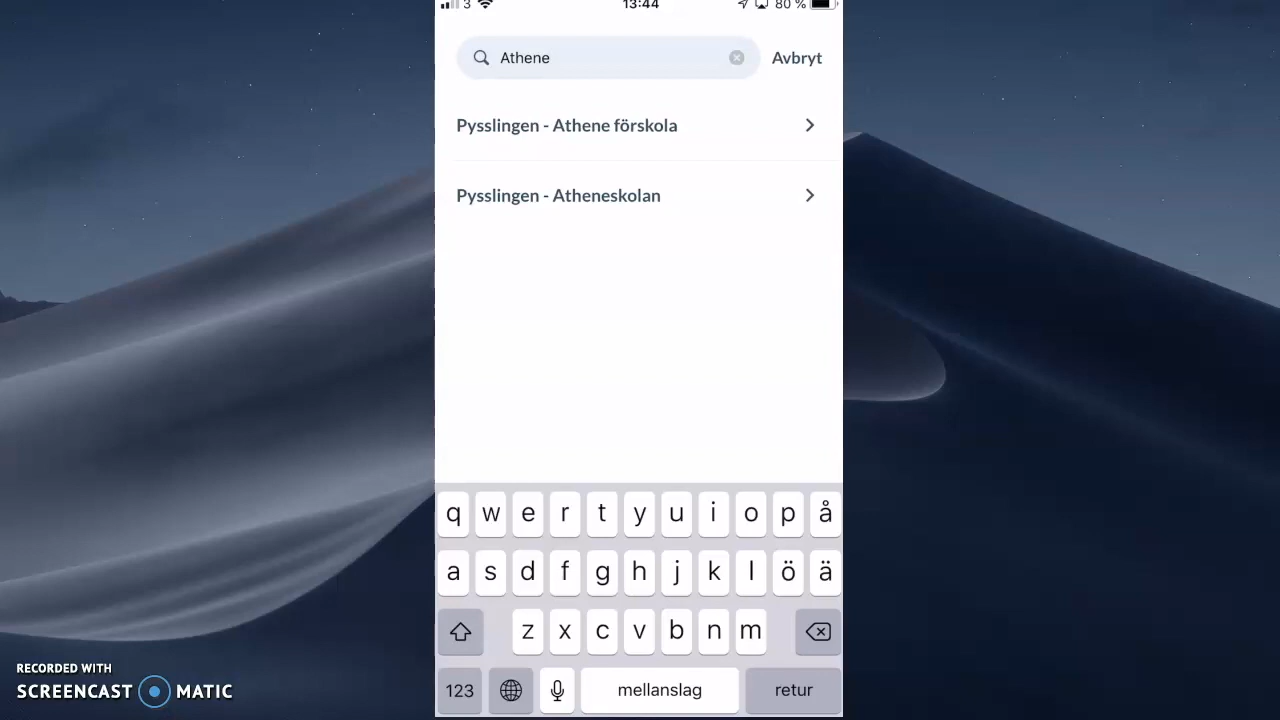 3 13:44 80 %
Athene Avbryt
Pysslingen - Athene förskola
Pysslingen - Atheneskolan
q w e r t y u i o p å
a s d f g h j k l ö ä
z x c v b n m
123 mellanslag retur
RECORDED WITH
SCREENCAST MATIC